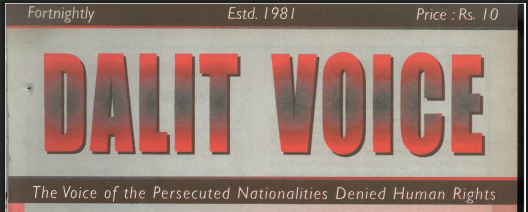 Fortnightly Estd. 1981 Price : Rs. 10
DALIT VOICE
The Voice of the Persecuted Nationalities Denied Human Rights